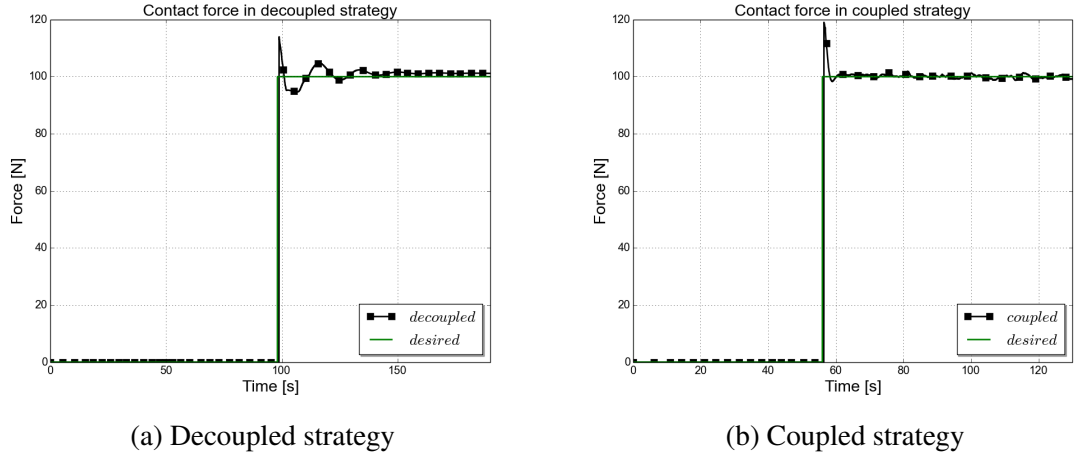 Contact force in decoupled strategy
120
100
80
60
40
20
0
Force [N]
0 50 100 150
Time [s]
decoupled
desired
(a) Decoupled strategy
Contact force in coupled strategy
120
100
80
60
40
20
0
Force [N]
0 20 40 60 80 100 120
Time [s]
coupled
desired
(b) Coupled strategy